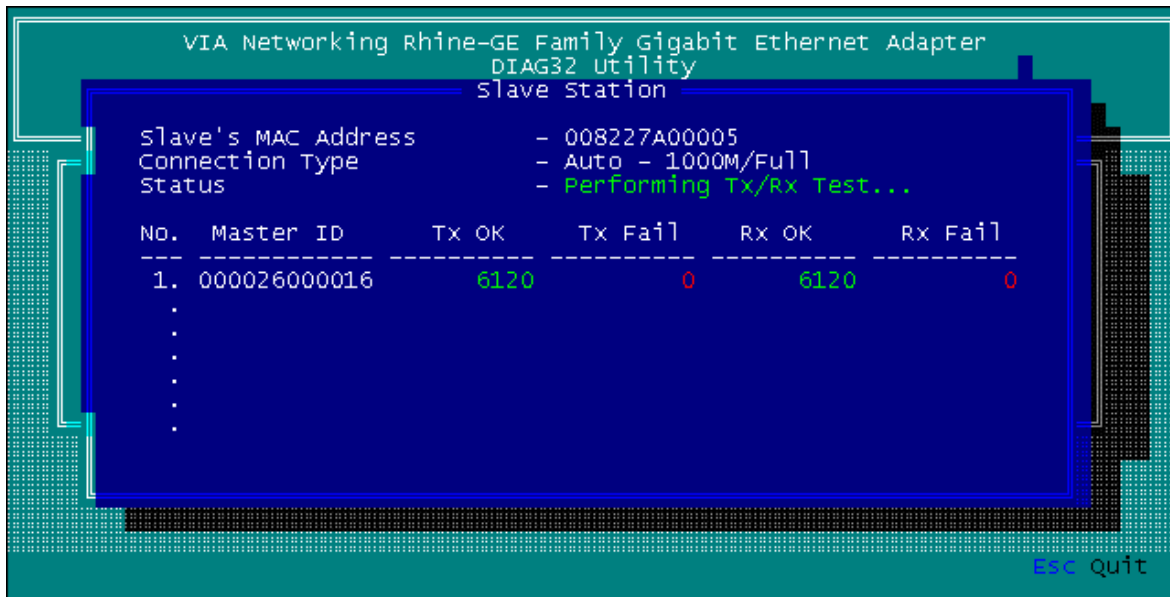 VIA Networking Rhine-GE Family Gigabit Ethernet Adapter
DIAG32 Utility
Slave Station
Slave's MAC Address - 008227A00005
Connection Type - Auto - 1000M/Full
Status - Performing Tx/Rx Test...
No. Master ID Tx OK Tx Fail Rx OK Rx Fail
--- ------------ ---------- ---------- ---------- ----------
1. 000026000016 6120 0 6120 0
.
.
.
.
.
.
Esc Quit